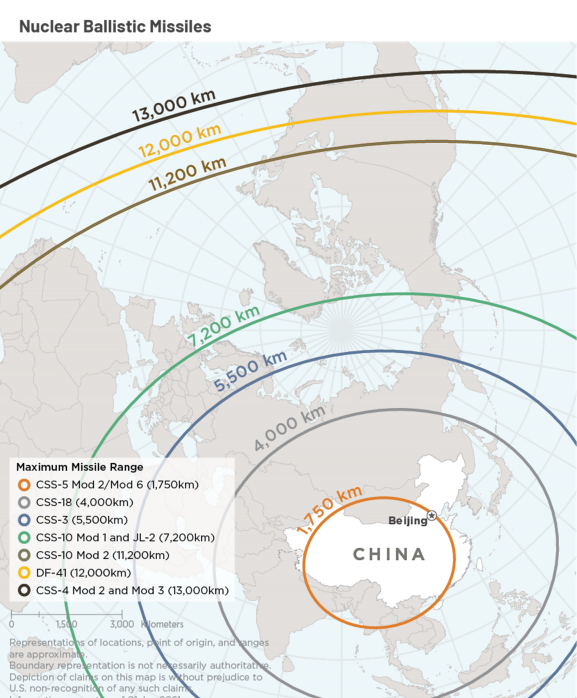 Nuclear Ballistic Missiles
13,000 km
12,000 km
11,200 km
7,200 km
5,500 km
4,000 km
1,750 km
Beijing
CHINA
Maximum Missile Range
CSS-5 Mod 2/Mod 6 (1,750km)
CSS-18 (4,000km)
CSS-3 (5,500km)
CSS-10 Mod 1 and JL-2 (7,200km)
CSS-10 Mod 2 (11,200km)
DF-41 (12,000km)
CSS-4 Mod 2 and Mod 3 (13,000km)
0 1,500 3,000 Kilometers
Representations of locations, point of origin, and ranges
are approximate.
Boundary representation is not necessarily authoritative.
Depiction of claims on this map is without prejudice to
U.S. non-recognition of any such claims.